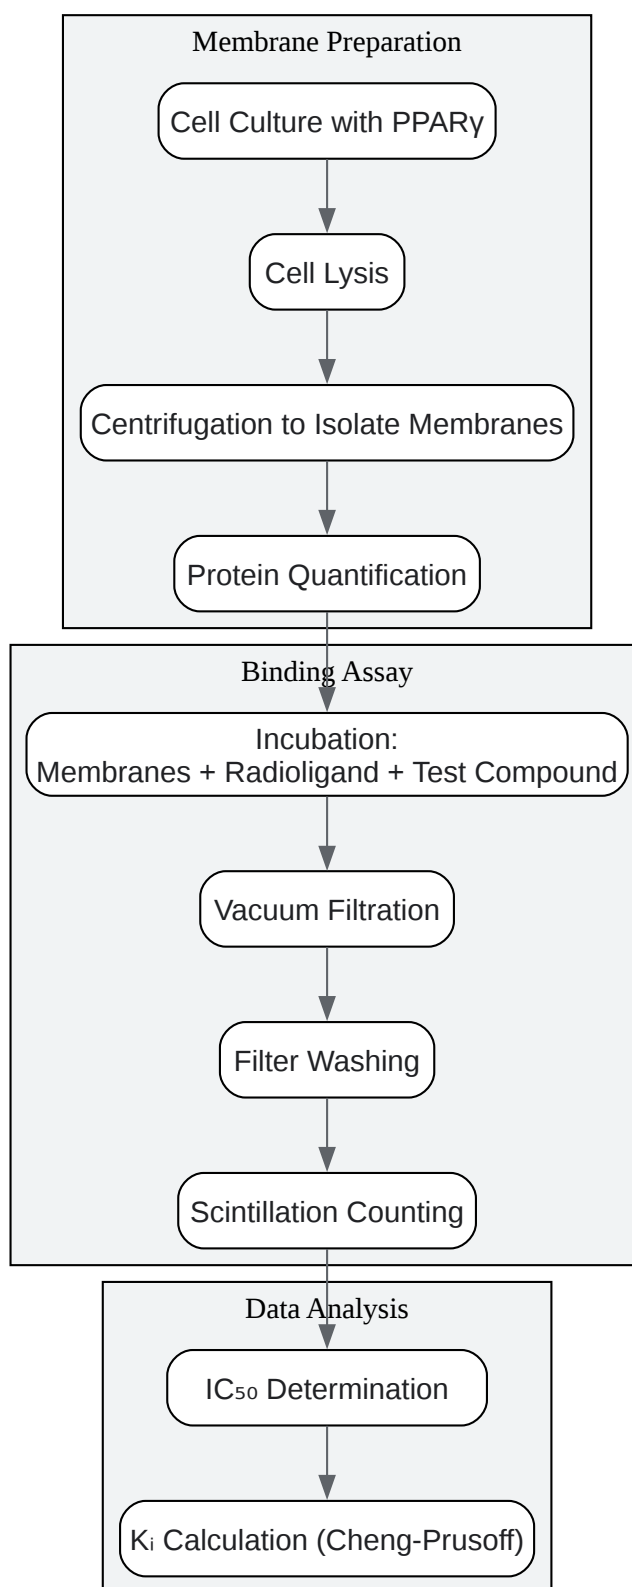 Membrane Preparation
Cell Culture with PPARγ
Cell Lysis
Centrifugation to Isolate Membranes
Protein Quantification
Binding Assay
Incubation:
Membranes + Radioligand + Test Compound
Vacuum Filtration
Filter Washing
Scintillation Counting
Data Analysis
IC₅₀ Determination
Kᵢ Calculation (Cheng-Prusoff)